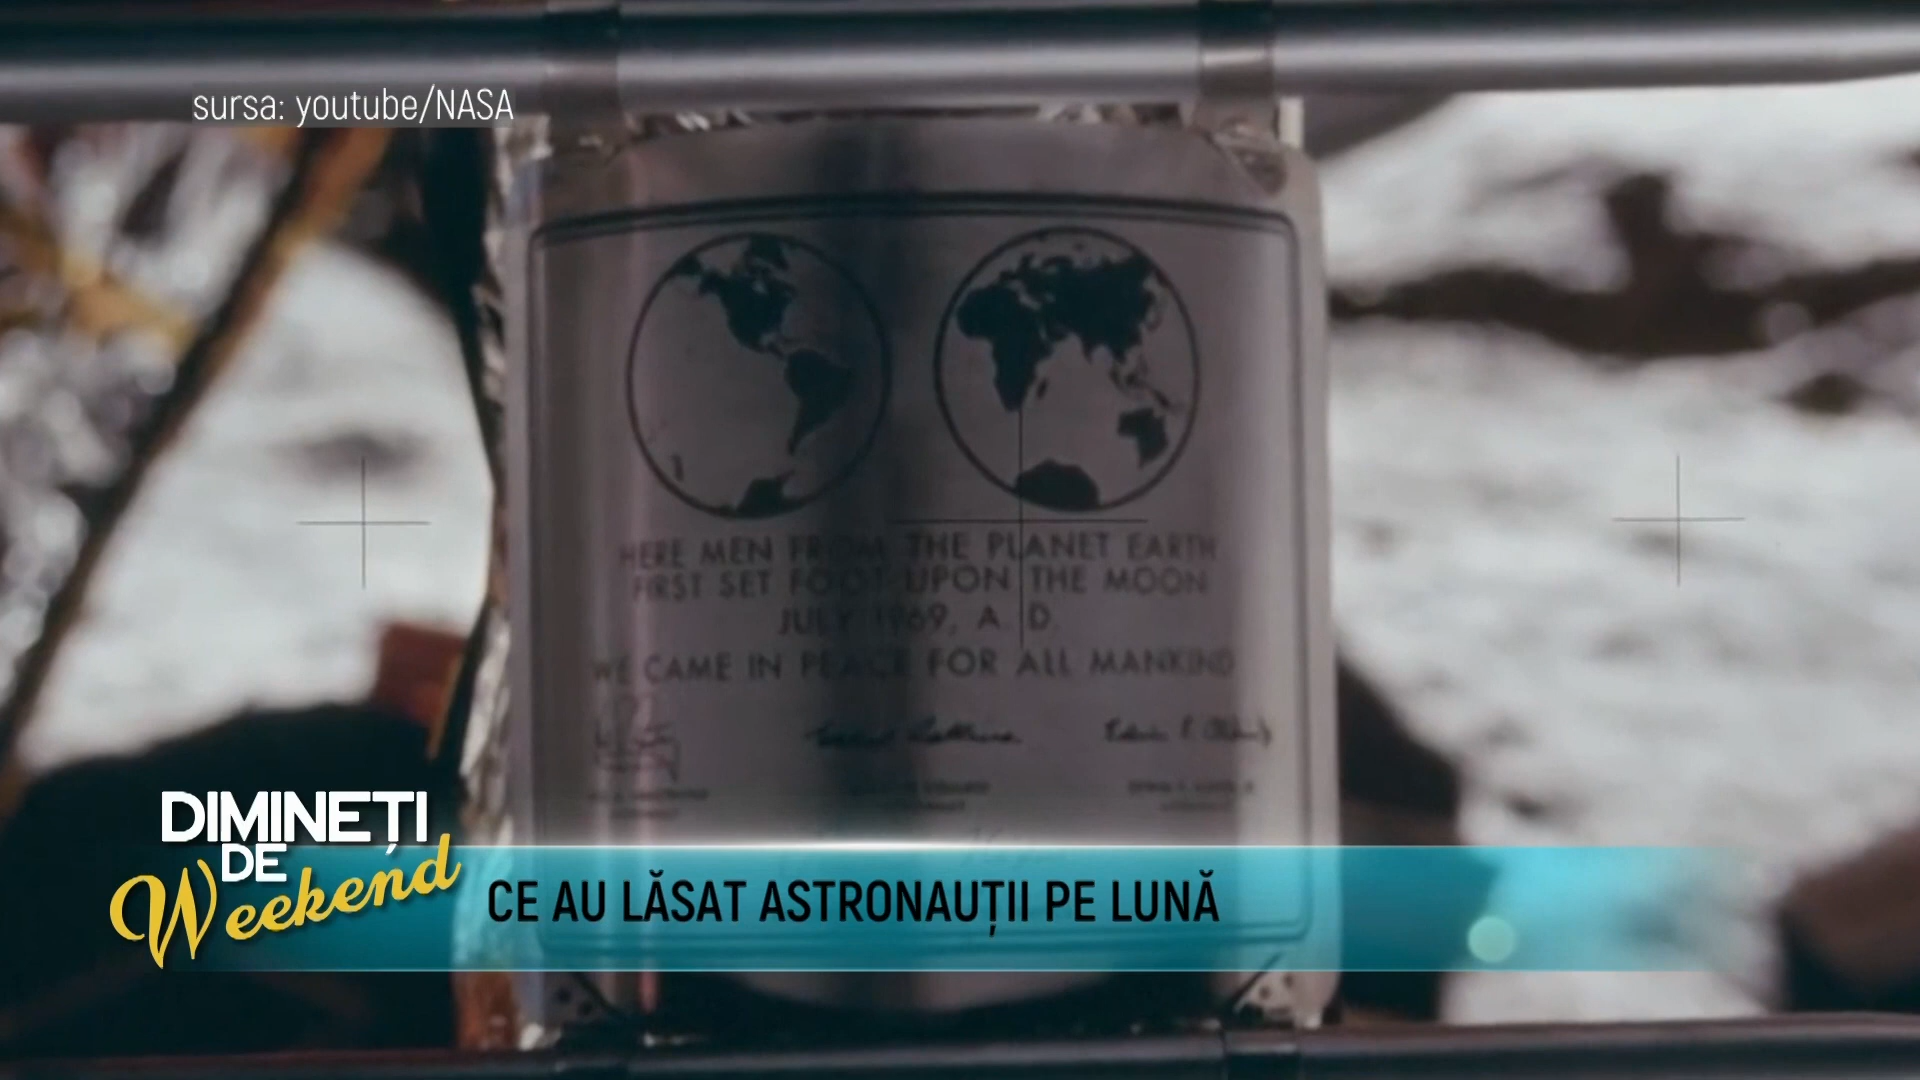 sursa: youtube/NASA
HERE MEN FROM THE PLANET EARTH
FIRST SET FOOT UPON THE MOON
JULY 1969, A. D.
WE CAME IN PEACE FOR ALL MANKIND
DIMINEȚI
DE
Weekend
CE AU LĂSAT ASTRONAUȚII PE LUNĂ